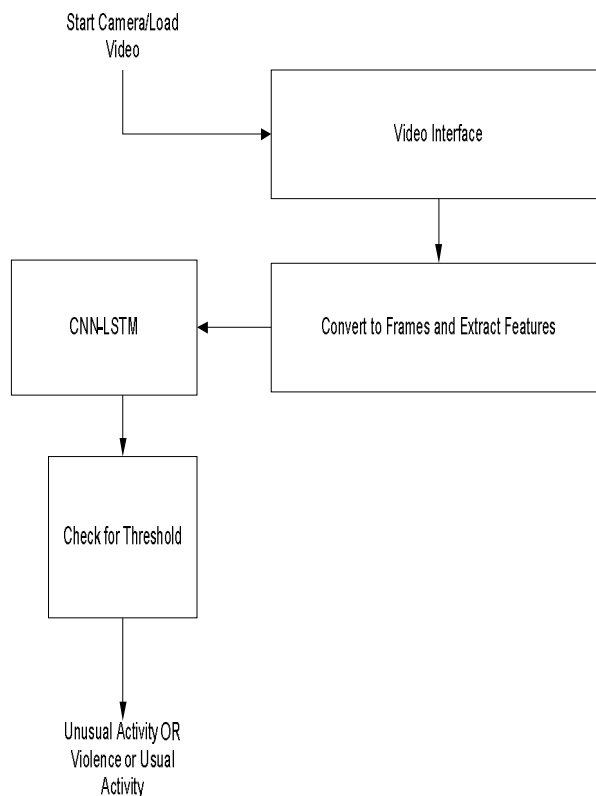 Start Camera/Load
Video
Video Interface
Convert to Frames and Extract Features
CNN-LSTM
Check for Threshold
Unusual Activity OR
Violence or Usual
Activity